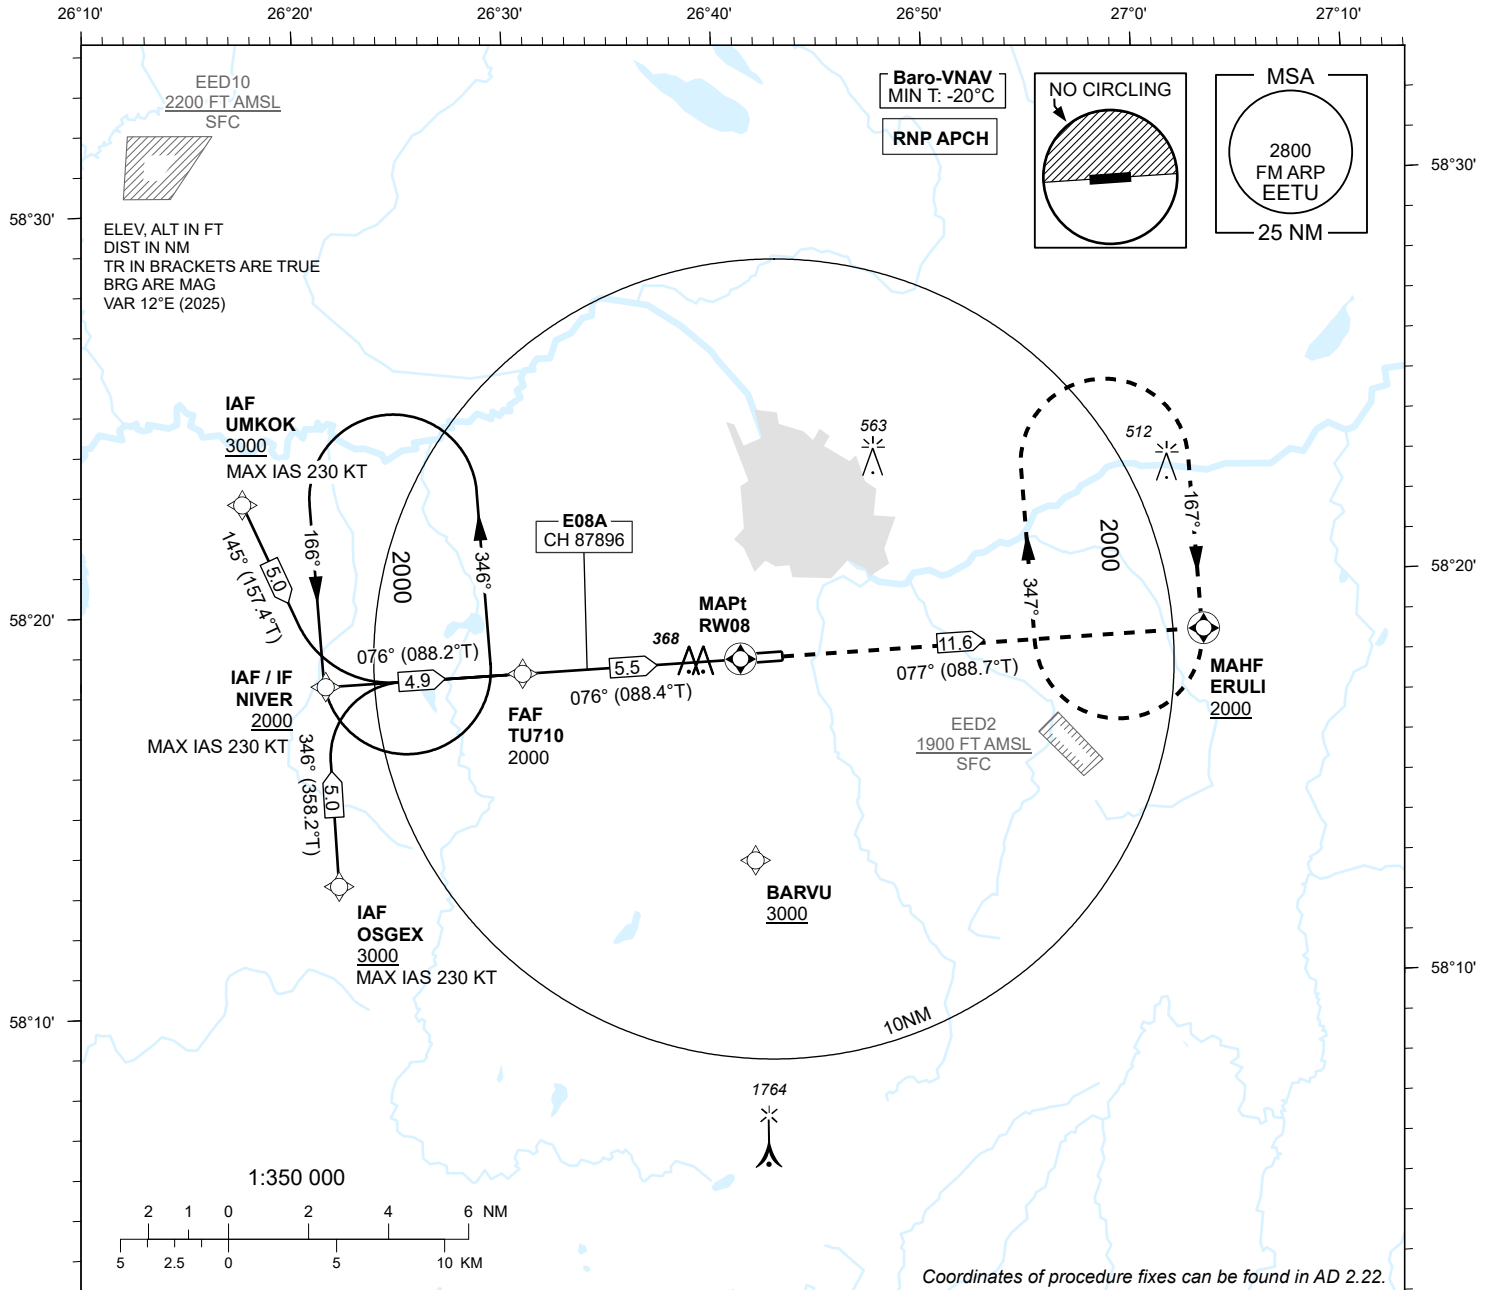 26°10'
26°20'
26°30'
26°40'
26°50'
27°0'
27°10'
EED10
2200 FT AMSL
SFC
Baro-VNAV
MIN T: -20°C
RNP APCH
NO CIRCLING
MSA
2800
FM ARP
EETU
25 NM
58°30'
58°30'
ELEV, ALT IN FT
DIST IN NM
TR IN BRACKETS ARE TRUE
BRG ARE MAG
VAR 12°E (2025)
IAF
UMKOK
3000
MAX IAS 230 KT
563
512
145° (157.4°T)
5.0
166°
346°
2000
E08A
CH 87896
2000
167°
347°
58°20'
58°20'
MAPt
RW08
368
076° (088.2°T)
4.9
5.5
076° (088.4°T)
11.6
077° (088.7°T)
IAF / IF
NIVER
2000
MAX IAS 230 KT
FAF
TU710
2000
MAHF
ERULI
2000
EED2
1900 FT AMSL
SFC
346° (358.2°T)
5.0
BARVU
3000
IAF
OSGEX
3000
MAX IAS 230 KT
58°10'
58°10'
10NM
1764
1:350 000
2 1 0 2 4 6 NM
5 2.5 0 5 10 KM
Coordinates of procedure fixes can be found in AD 2.22.